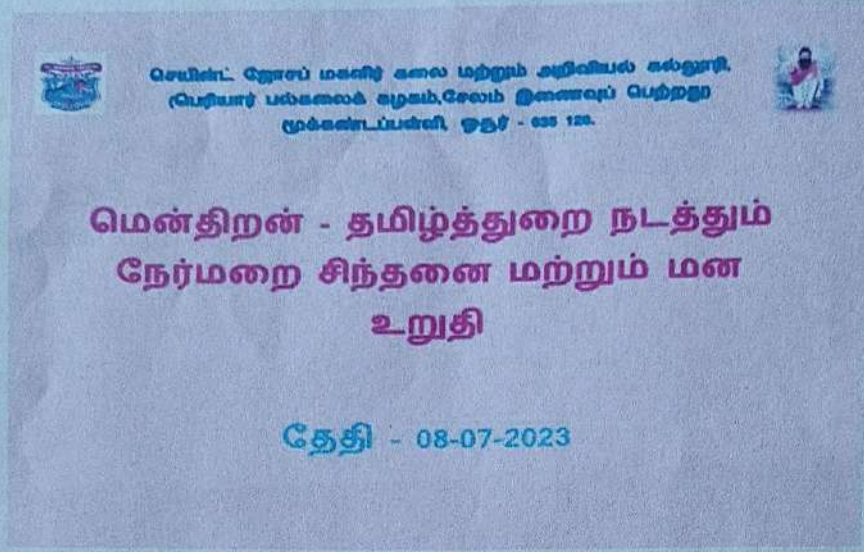 செயின்ட் ஜோசப் மகளிர் கலை மற்றும் அறிவியல் கல்லூரி,
(பெரியார் பல்கலைக் கழகம்,சேலம் இணைவுப் பெற்றது)
மூக்கண்டப்பள்ளி, ஓசூர் - 635 126.
மென்திறன் - தமிழ்த்துறை நடத்தும்
நேர்மறை சிந்தனை மற்றும் மன
உறுதி
தேதி - 08-07-2023